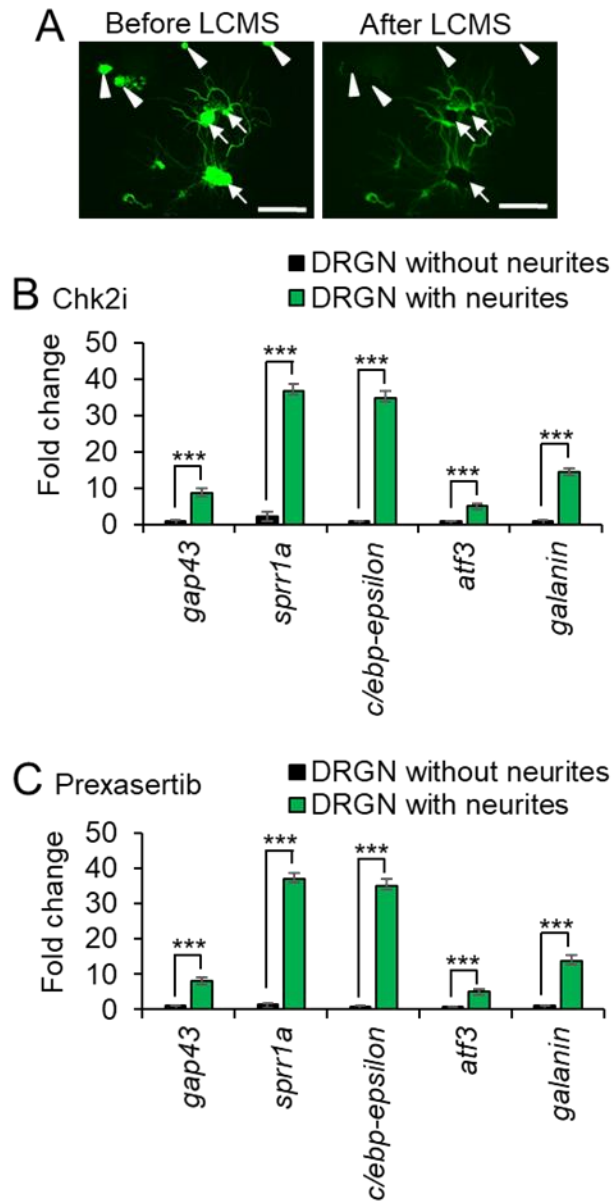 A
Before LCMS
After LCMS
B Chk2i
DRGN without neurites
DRGN with neurites
Fold change
50
40
30
20
10
0
***
***
***
***
***
gap43
sprr1a
c/ebp-epsilon
atf3
galanin
C Prexasertib
DRGN without neurites
DRGN with neurites
Fold change
50
40
30
20
10
0
***
***
***
***
***
gap43
sprr1a
c/ebp-epsilon
atf3
galanin